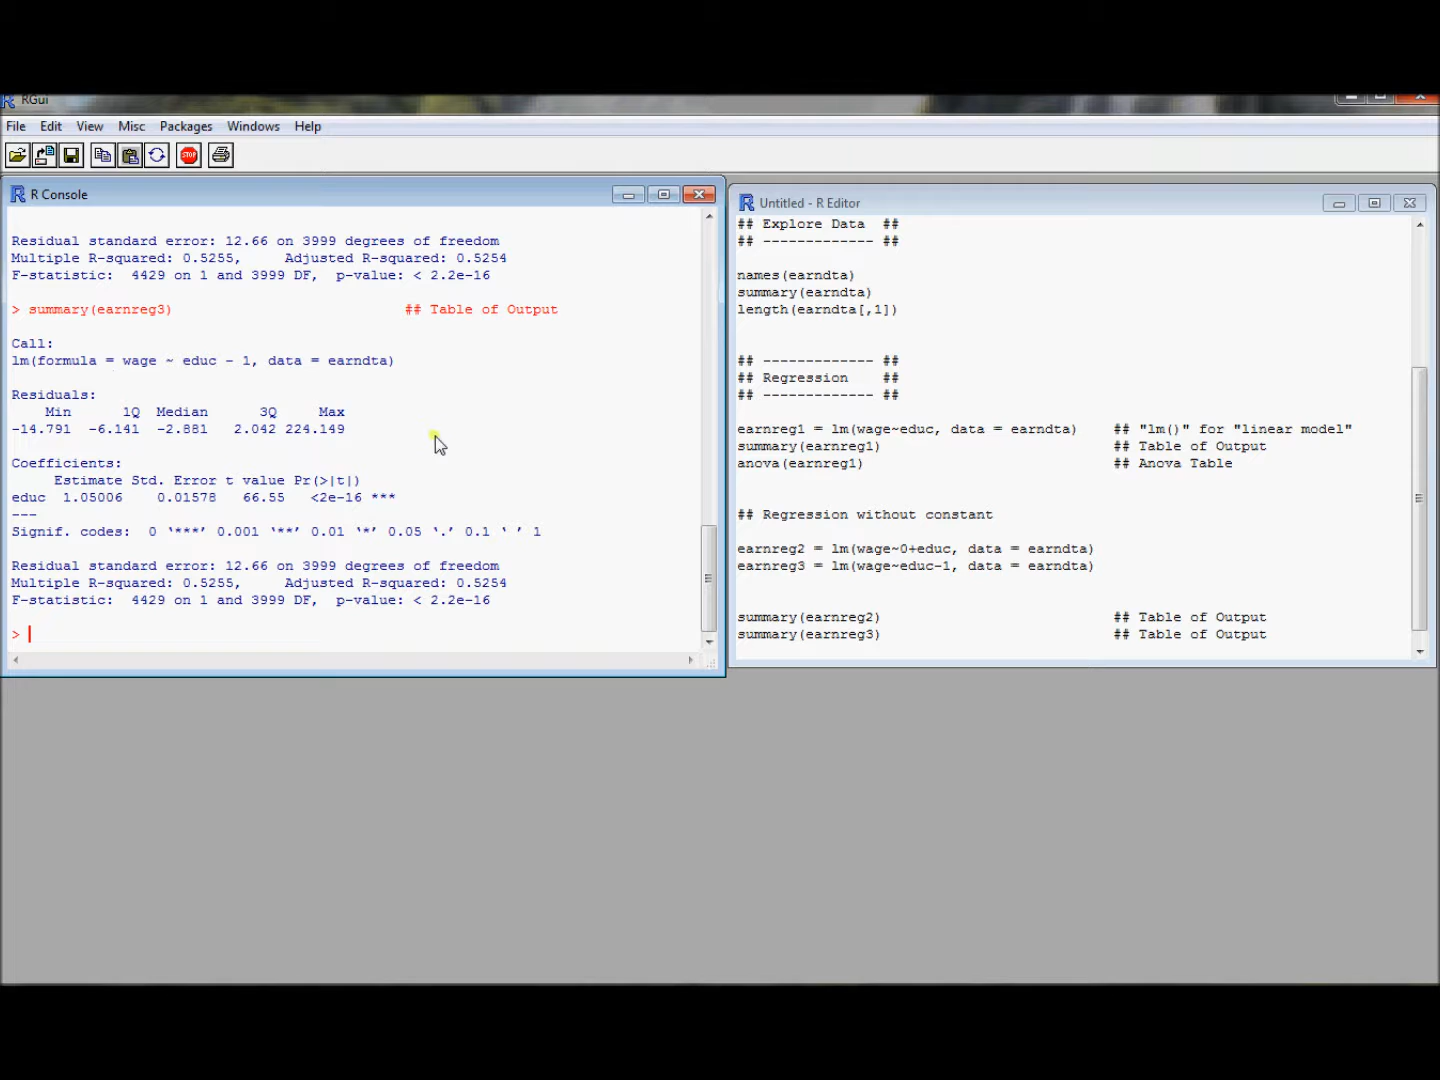 RGui
File Edit View Misc Packages Windows Help
STOP
R Console
Residual standard error: 12.66 on 3999 degrees of freedom
Multiple R-squared: 0.5255, Adjusted R-squared: 0.5254
F-statistic: 4429 on 1 and 3999 DF, p-value: < 2.2e-16
> summary(earnreg3) ## Table of Output
Call:
lm(formula = wage ~ educ - 1, data = earndta)
Residuals:
Min 1Q Median 3Q Max
-14.791 -6.141 -2.881 2.042 224.149
Coefficients:
Estimate Std. Error t value Pr(>|t|)
educ 1.05006 0.01578 66.55 <2e-16 ***
---
Signif. codes: 0 ‘***’ 0.001 ‘**’ 0.01 ‘*’ 0.05 ‘.’ 0.1 ‘ ’ 1
Residual standard error: 12.66 on 3999 degrees of freedom
Multiple R-squared: 0.5255, Adjusted R-squared: 0.5254
F-statistic: 4429 on 1 and 3999 DF, p-value: < 2.2e-16
>
Untitled - R Editor
## Explore Data ##
## ------------- ##
names(earndta)
summary(earndta)
length(earndta[,1])
## ------------- ##
## Regression ##
## ------------- ##
earnreg1 = lm(wage~educ, data = earndta) ## "lm()" for "linear model"
summary(earnreg1) ## Table of Output
anova(earnreg1) ## Anova Table
## Regression without constant
earnreg2 = lm(wage~0+educ, data = earndta)
earnreg3 = lm(wage~educ-1, data = earndta)
summary(earnreg2) ## Table of Output
summary(earnreg3) ## Table of Output